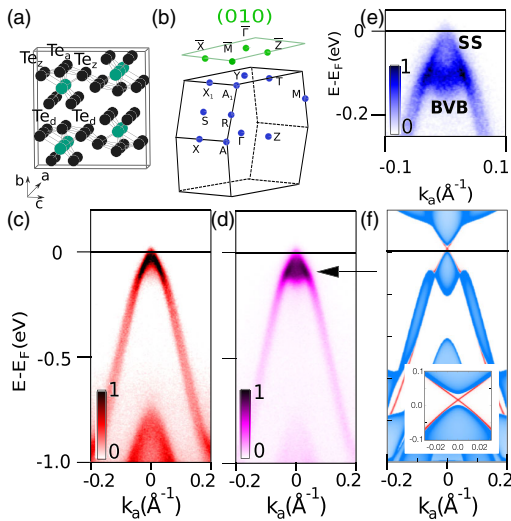 (a)
Te_z Te_a Te_z
Te_d Te_d
b a
c
(b)
(010)
X̅ M̅ Γ̅ Z̅
Y T
X₁ A₁ M
S R
X A Γ Z
(e)
E-E_F(eV)
0
-0.2
1
0
SS
BVB
-0.1 0.1
k_a(Å⁻¹)
(c)
E-E_F(eV)
0
-0.5
-1.0
1
0
-0.2 0 0.2
k_a(Å⁻¹)
(d)
1
0
-0.2 0 0.2
k_a(Å⁻¹)
(f)
0.1
0.0
-0.1
-0.02 0 0.02
-0.2 0 0.2
k_a(Å⁻¹)